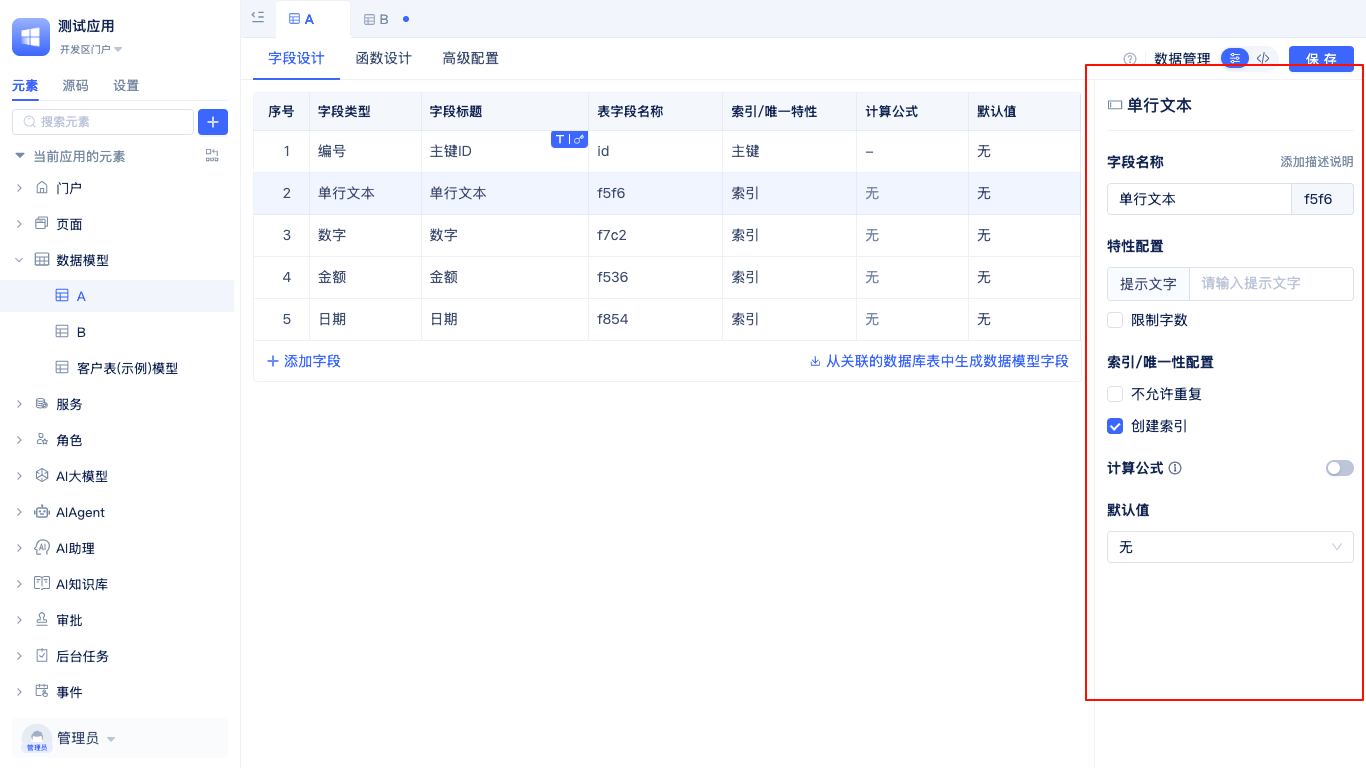 测试应用
开发区门户
元素 源码 设置
搜索元素
当前应用的元素
门户
页面
数据模型
A
B
客户表(示例)模型
服务
角色
AI大模型
AIAgent
AI助理
AI知识库
审批
后台任务
事件
管理员
管理员
A B
字段设计 函数设计 高级配置
数据管理 保存
序号 字段类型 字段标题 表字段名称 索引/唯一特性 计算公式 默认值
1 编号 主键ID T id 主键 – 无
2 单行文本 单行文本 f5f6 索引 无 无
3 数字 数字 f7c2 索引 无 无
4 金额 金额 f536 索引 无 无
5 日期 日期 f854 索引 无 无
添加字段 从关联的数据库表中生成数据模型字段
单行文本
字段名称 添加描述说明
单行文本 f5f6
特性配置
提示文字 请输入提示文字
限制字数
索引/唯一性配置
不允许重复
创建索引
计算公式
默认值
无